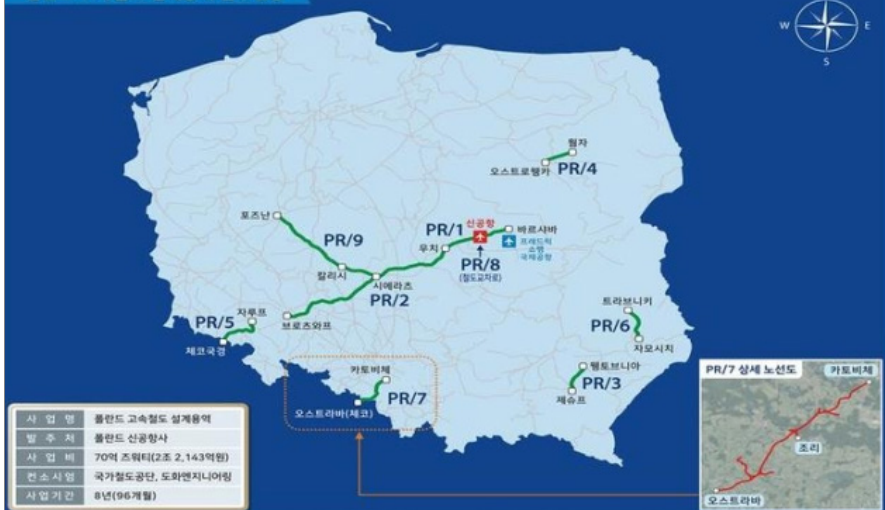 N
W
E
S
험자
오스트로헹카
PR/4
포즈난
PR/9
PR/1
신공항
바르샤바
우치
프레드릭
쇼팽
국제공항
PR/8
(철도교차로)
칼리시
시에라츠
PR/2
자루프
PR/5
브로츠와프
체코국경
트라브니키
PR/6
자모시치
카토비체
PR/7
오스트라바(체코)
PR/3
제슈프
PR/7 상세 노선도
카토비체
조리
오스트라바
사 업 명 폴란드 고속철도 설계용역
발 주 처 폴란드 신공항사
사 업 비 70억 즈워티(2조 2,143억원)
컨소시엄 국가철도공단, 도화엔지니어링
사업기간 8년(96개월)